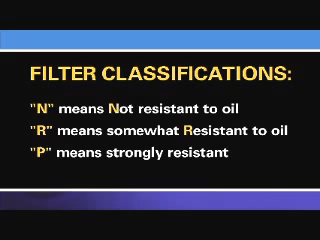 FILTER CLASSIFICATIONS:
"N" means Not resistant to oil
"R" means somewhat Resistant to oil
"P" means strongly resistant